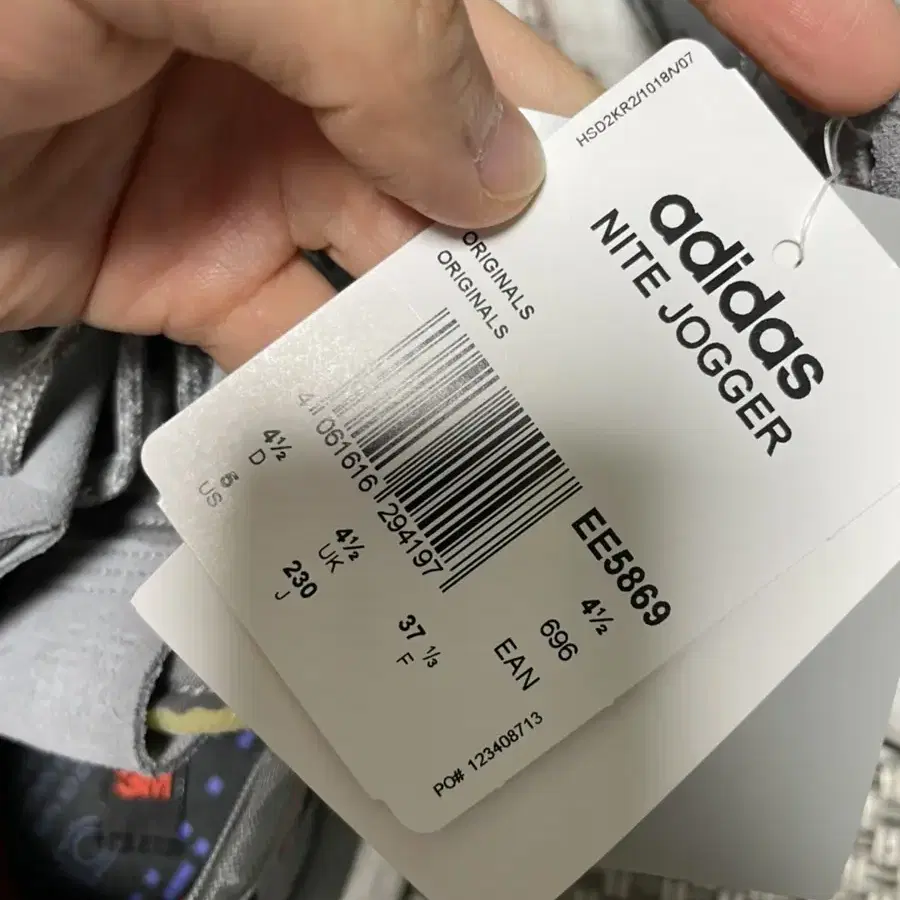 HSD2KR2/1018/V/07
adidas
NITE JOGGER
ORIGINALS
ORIGINALS
4 061616 294197
EE5869
4½
696
EAN
4½
D
5
US
4½
UK
230
J
37 ⅓
F
PO# 123408713
3M